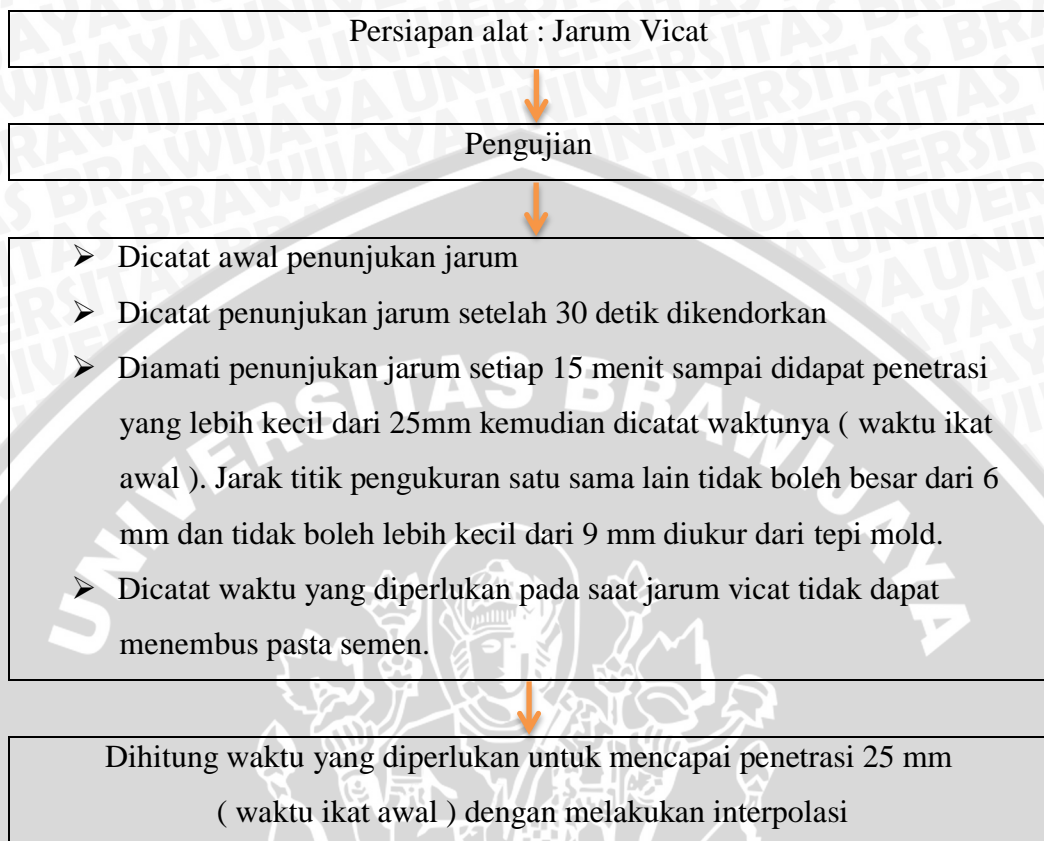 Persiapan alat : Jarum Vicat
Pengujian
➢ Dicatat awal penunjukan jarum
➢ Dicatat penunjukan jarum setelah 30 detik dikendorkan
➢ Diamati penunjukan jarum setiap 15 menit sampai didapat penetrasi
yang lebih kecil dari 25mm kemudian dicatat waktunya ( waktu ikat
awal ). Jarak titik pengukuran satu sama lain tidak boleh besar dari 6
mm dan tidak boleh lebih kecil dari 9 mm diukur dari tepi mold.
➢ Dicatat waktu yang diperlukan pada saat jarum vicat tidak dapat
menembus pasta semen.
Dihitung waktu yang diperlukan untuk mencapai penetrasi 25 mm
( waktu ikat awal ) dengan melakukan interpolasi
UNIVERSITAS BRAWIJAYA